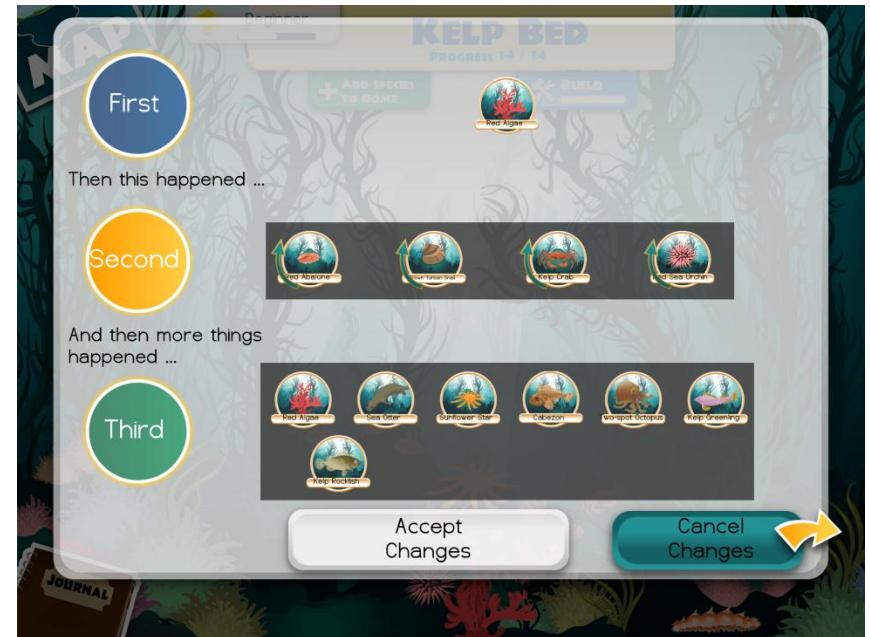 MAP
Beginner
KELP BED
PROGRESS 14 / 14
ADD SPECIES
TO DOME
BUILD
First
Red Algae
Then this happened ...
Second
Red Abalone
Turban Snail
Kelp Crab
Red Sea Urchin
And then more things
happened ...
Third
Red Algae
Sea Otter
Sunflower Star
Cabezon
Two-spot Octopus
Kelp Greenling
Kelp Rockfish
Accept
Changes
Cancel
Changes
JOURNAL